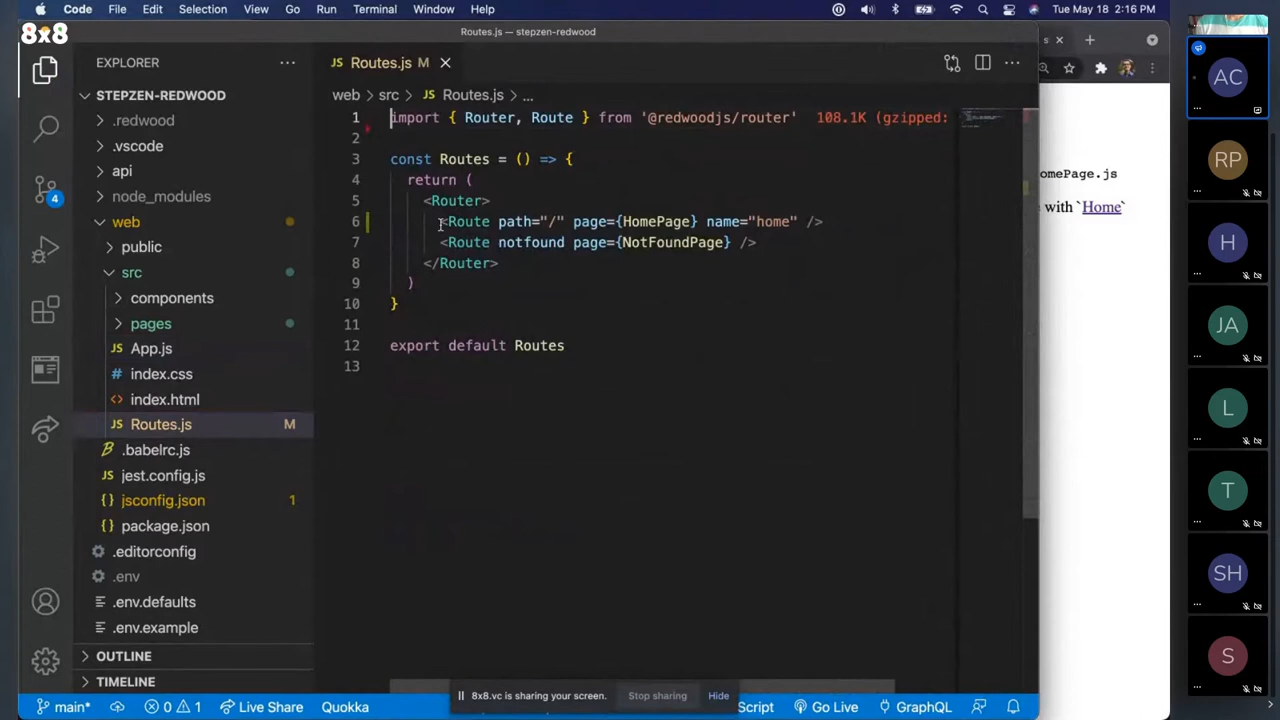 Code File Edit Selection View Go Run Terminal Window Help
Tue May 18 2:16 PM
8x8
Routes.js — stepzen-redwood
EXPLORER
STEPZEN-REDWOOD
.redwood
.vscode
api
node_modules
web
public
src
components
pages
JS App.js
# index.css
<> index.html
JS Routes.js M
.babelrc.js
JS jest.config.js
{} jsconfig.json 1
{} package.json
.editorconfig
.env
.env.defaults
.env.example
OUTLINE
TIMELINE
4
JS Routes.js M
web > src > JS Routes.js > ...
1 import { Router, Route } from '@redwoodjs/router' 108.1K (gzipped:
2
3 const Routes = () => {
4 return (
5 <Router>
6 <Route path="/" page={HomePage} name="home" />
7 <Route notfound page={NotFoundPage} />
8 </Router>
9 )
10 }
11
12 export default Routes
13
omePage.js
e with `Home`
8x8.vc is sharing your screen. Stop sharing Hide
main* 0 1 Live Share Quokka Script Go Live GraphQL
AC
RP
H
JA
L
T
SH
S